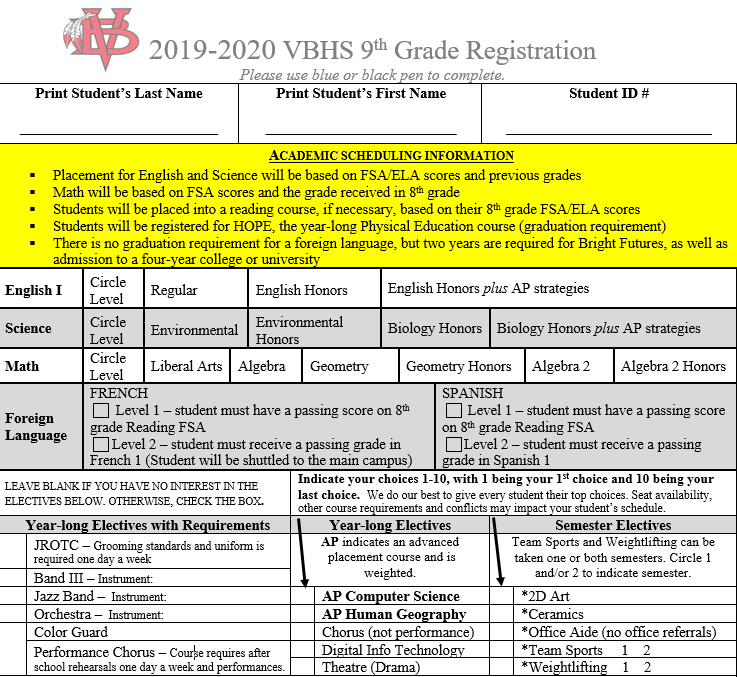 VB
2019-2020 VBHS 9th Grade Registration
Please use blue or black pen to complete.
Print Student's Last Name
Print Student's First Name
Student ID #
ACADEMIC SCHEDULING INFORMATION
▪ Placement for English and Science will be based on FSA/ELA scores and previous grades
▪ Math will be based on FSA scores and the grade received in 8th grade
▪ Students will be placed into a reading course, if necessary, based on their 8th grade FSA/ELA scores
▪ Students will be registered for HOPE, the year-long Physical Education course (graduation requirement)
▪ There is no graduation requirement for a foreign language, but two years are required for Bright Futures, as well as
admission to a four-year college or university
English I
Circle
Level
Regular
English Honors
English Honors plus AP strategies
Science
Circle
Level
Environmental
Environmental
Honors
Biology Honors
Biology Honors plus AP strategies
Math
Circle
Level
Liberal Arts
Algebra
Geometry
Geometry Honors
Algebra 2
Algebra 2 Honors
Foreign
Language
FRENCH
Level 1 – student must have a passing score on 8th
grade Reading FSA
Level 2 – student must receive a passing grade in
French 1 (Student will be shuttled to the main campus)
SPANISH
Level 1 – student must have a passing score
on 8th grade Reading FSA
Level 2 – student must receive a passing
grade in Spanish 1
LEAVE BLANK IF YOU HAVE NO INTEREST IN THE
ELECTIVES BELOW. OTHERWISE, CHECK THE BOX.
Indicate your choices 1-10, with 1 being your 1st choice and 10 being your
last choice. We do our best to give every student their top choices. Seat availability,
other course requirements and conflicts may impact your student's schedule.
Year-long Electives with Requirements
JROTC – Grooming standards and uniform is
required one day a week
Band III – Instrument:
Jazz Band – Instrument:
Orchestra – Instrument:
Color Guard
Performance Chorus – Course requires after
school rehearsals one day a week and performances.
Year-long Electives
AP indicates an advanced
placement course and is
weighted.
AP Computer Science
AP Human Geography
Chorus (not performance)
Digital Info Technology
Theatre (Drama)
Semester Electives
Team Sports and Weightlifting can be
taken one or both semesters. Circle 1
and/or 2 to indicate semester.
*2D Art
*Ceramics
*Office Aide (no office referrals)
*Team Sports 1 2
*Weightlifting 1 2